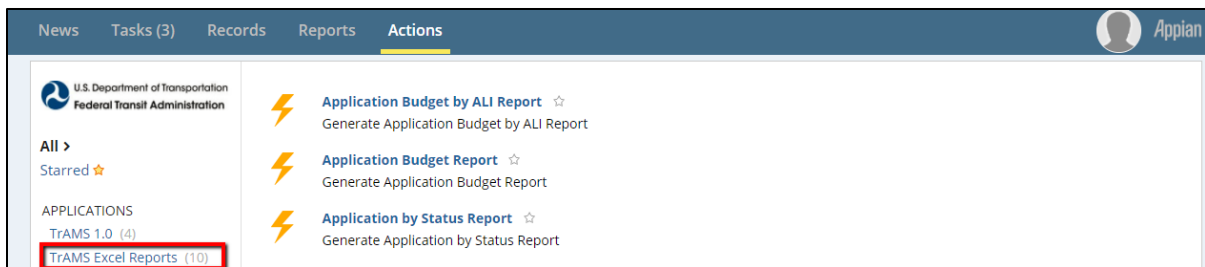 News Tasks (3) Records Reports Actions Appian
U.S. Department of Transportation
Federal Transit Administration
All >
Starred
APPLICATIONS
TrAMS 1.0 (4)
TrAMS Excel Reports (10)
Application Budget by ALI Report
Generate Application Budget by ALI Report
Application Budget Report
Generate Application Budget Report
Application by Status Report
Generate Application by Status Report